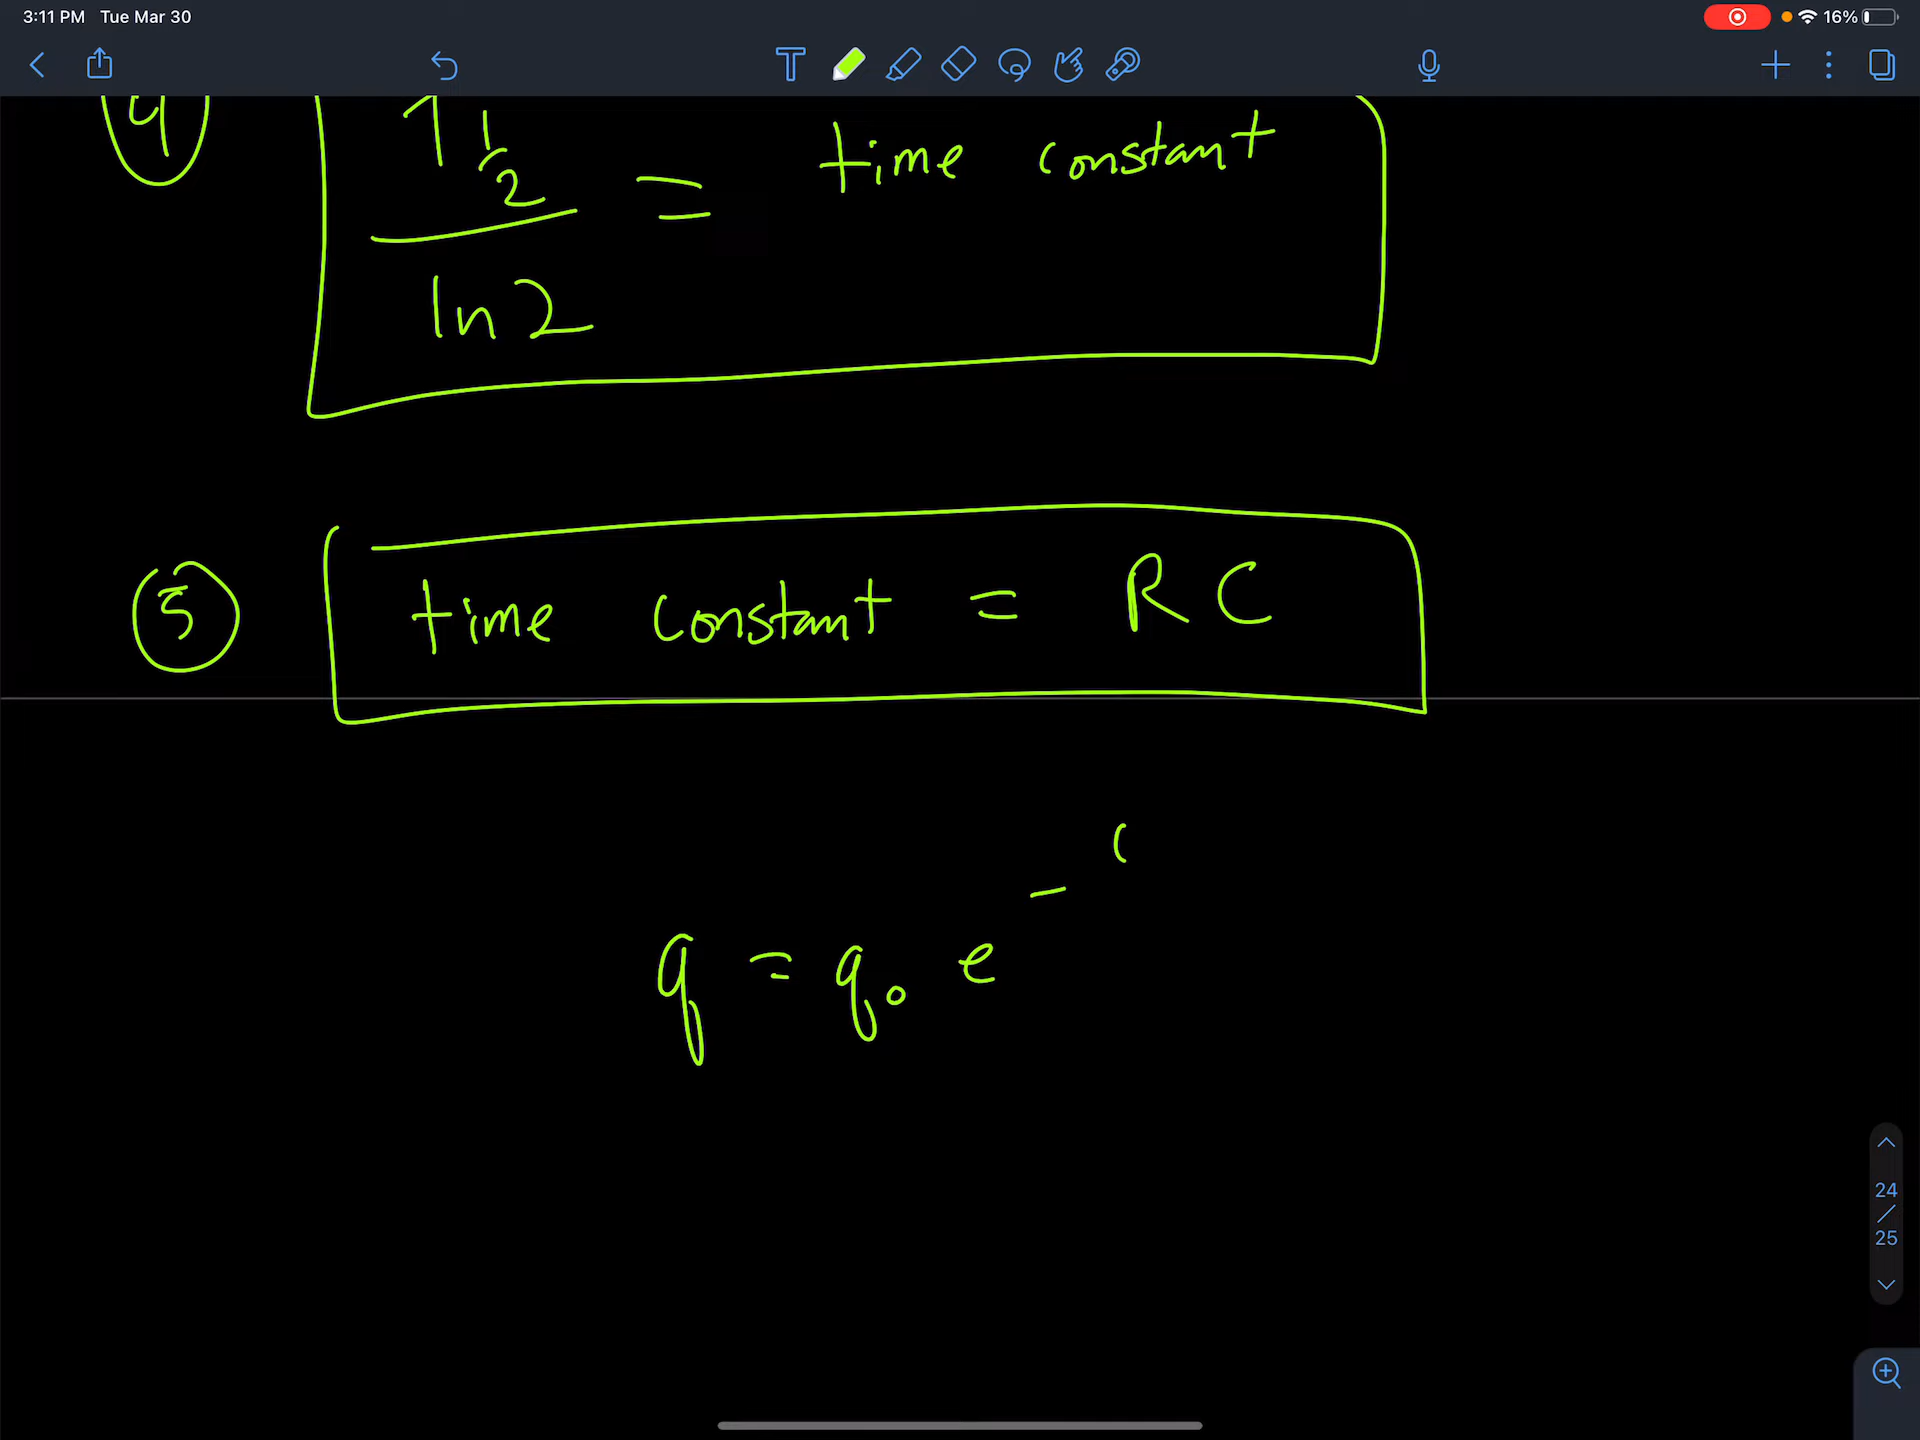 3:11 PM Tue Mar 30
16%
4
T 1/2 / ln 2 = time constant
5
time constant = RC
q = q₀ e^-(
24
/
25